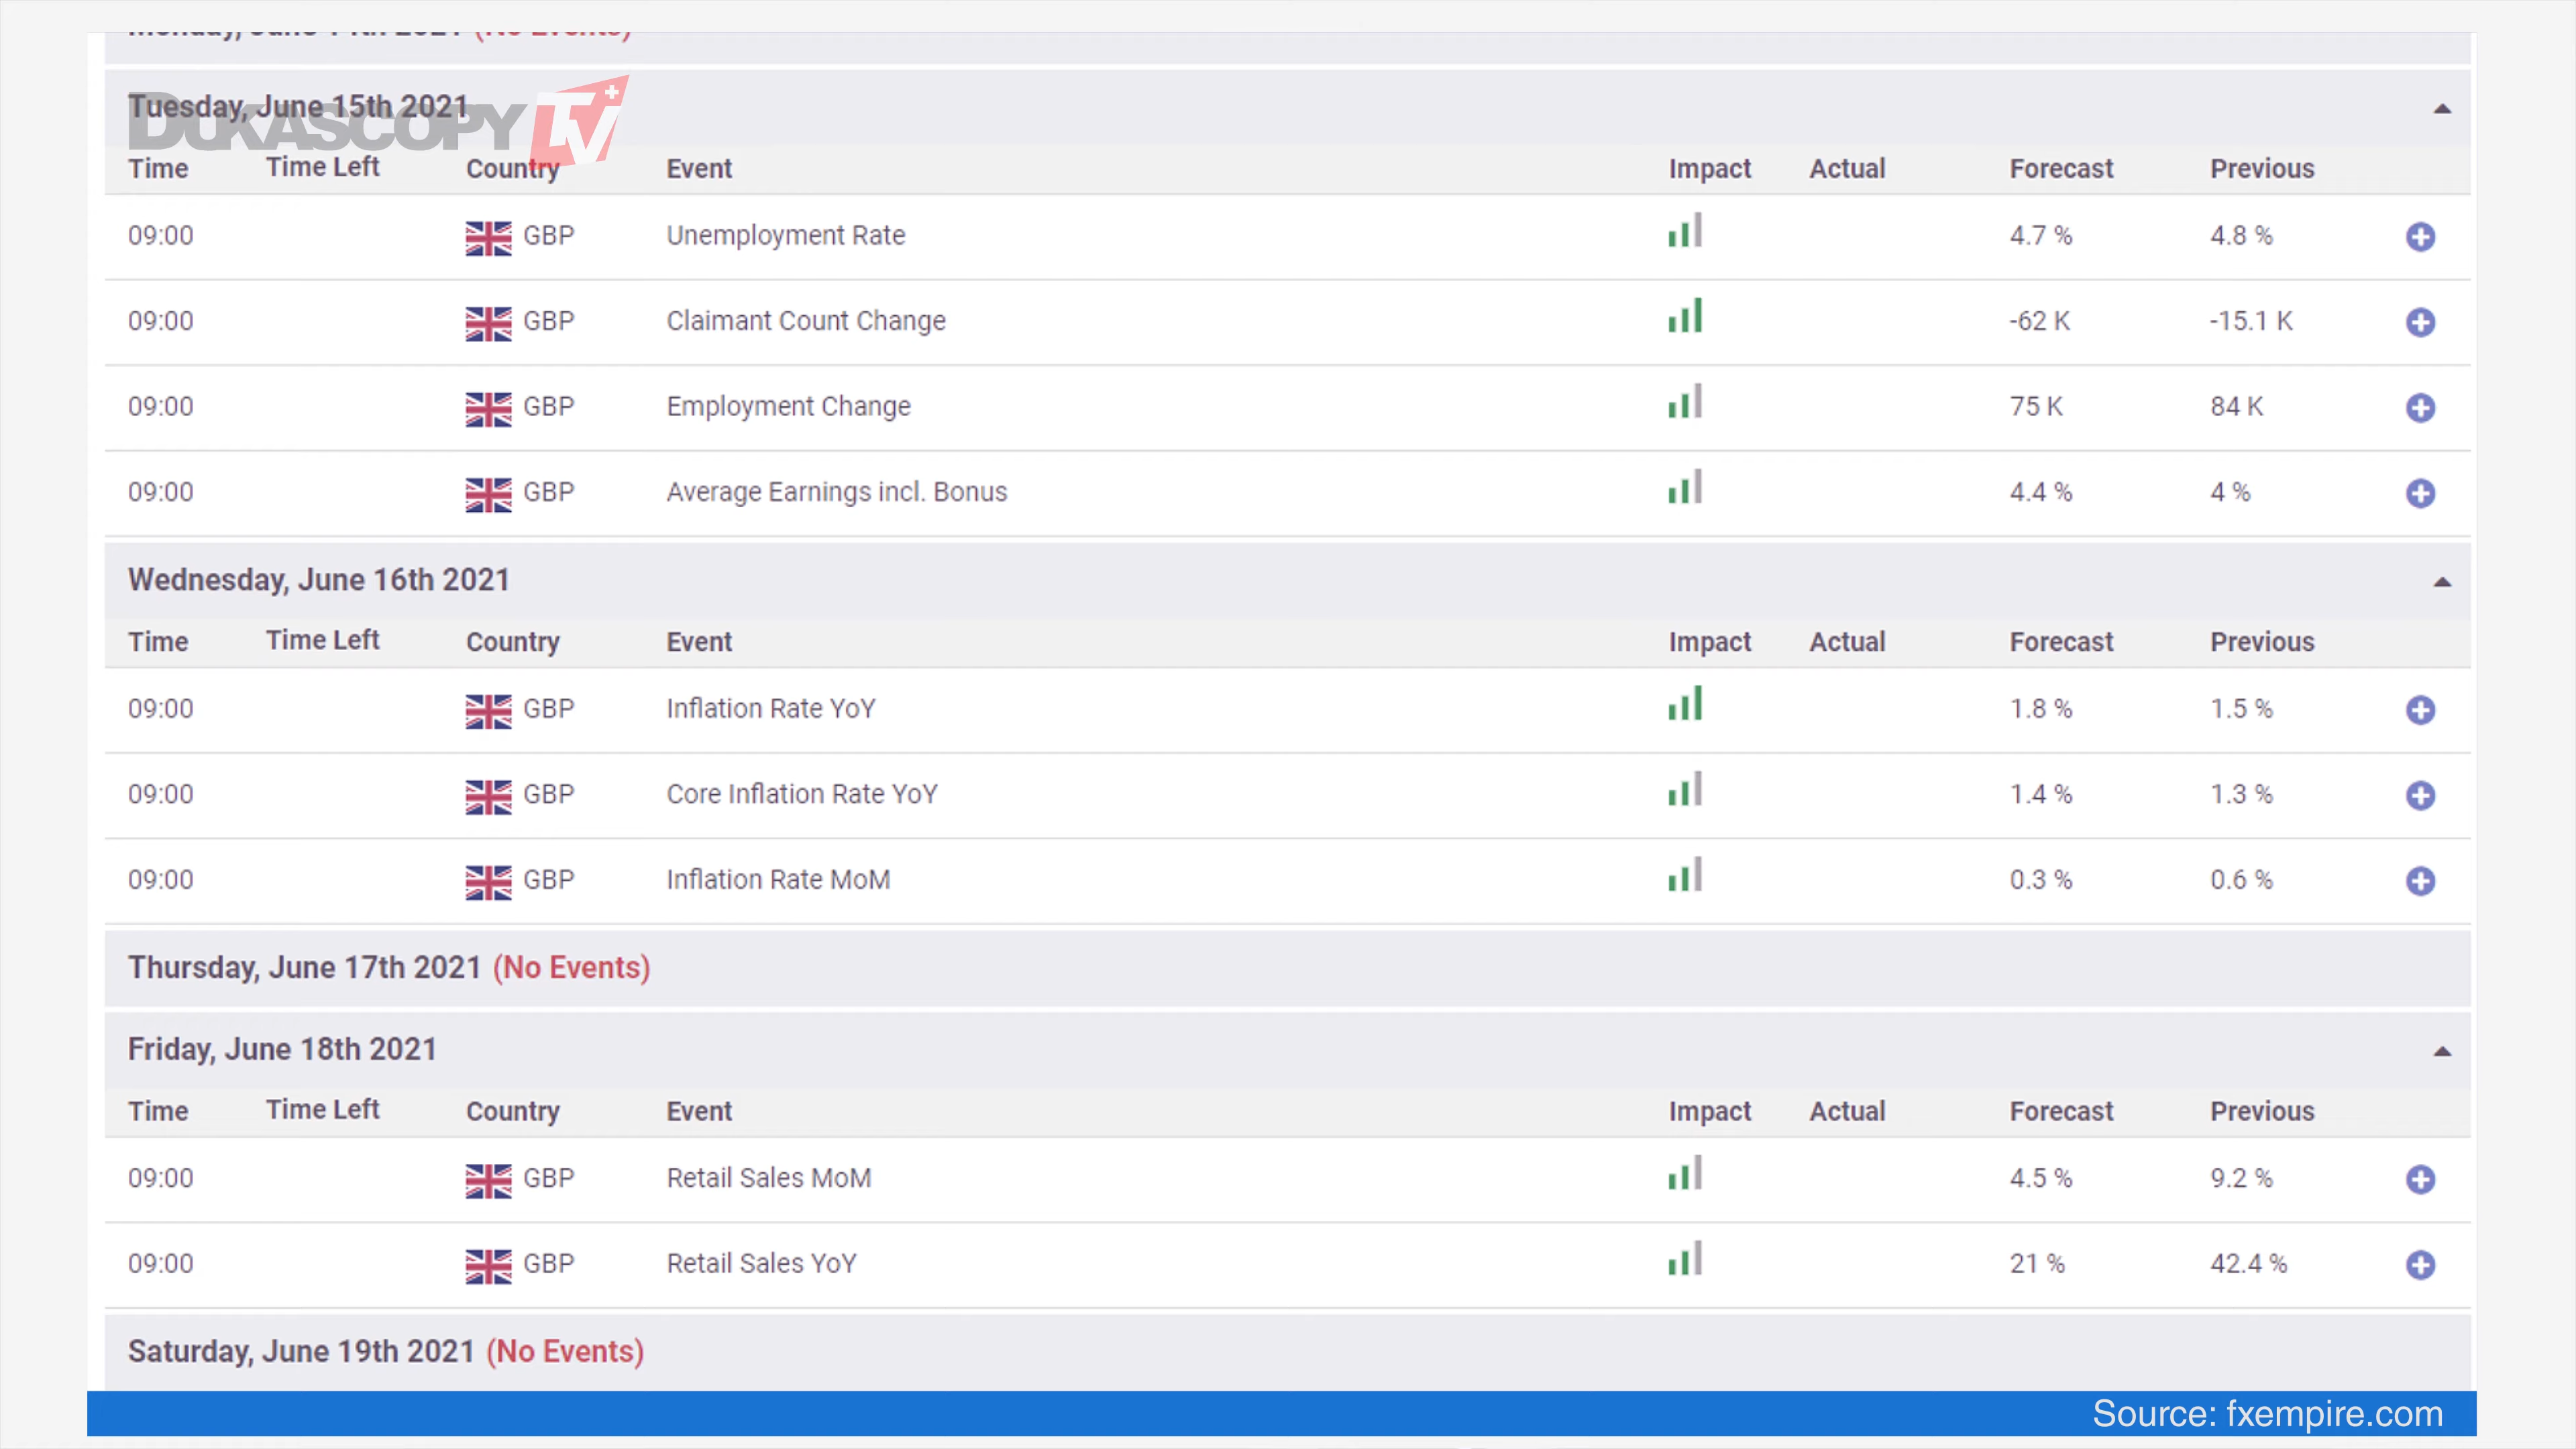 Monday, June 14th 2021 (No Events)
DUKASCOPY TV
Tuesday, June 15th 2021
Time Time Left Country Event Impact Actual Forecast Previous
09:00 GBP Unemployment Rate 4.7 % 4.8 %
09:00 GBP Claimant Count Change -62 K -15.1 K
09:00 GBP Employment Change 75 K 84 K
09:00 GBP Average Earnings incl. Bonus 4.4 % 4 %
Wednesday, June 16th 2021
Time Time Left Country Event Impact Actual Forecast Previous
09:00 GBP Inflation Rate YoY 1.8 % 1.5 %
09:00 GBP Core Inflation Rate YoY 1.4 % 1.3 %
09:00 GBP Inflation Rate MoM 0.3 % 0.6 %
Thursday, June 17th 2021 (No Events)
Friday, June 18th 2021
Time Time Left Country Event Impact Actual Forecast Previous
09:00 GBP Retail Sales MoM 4.5 % 9.2 %
09:00 GBP Retail Sales YoY 21 % 42.4 %
Saturday, June 19th 2021 (No Events)
Source: fxempire.com